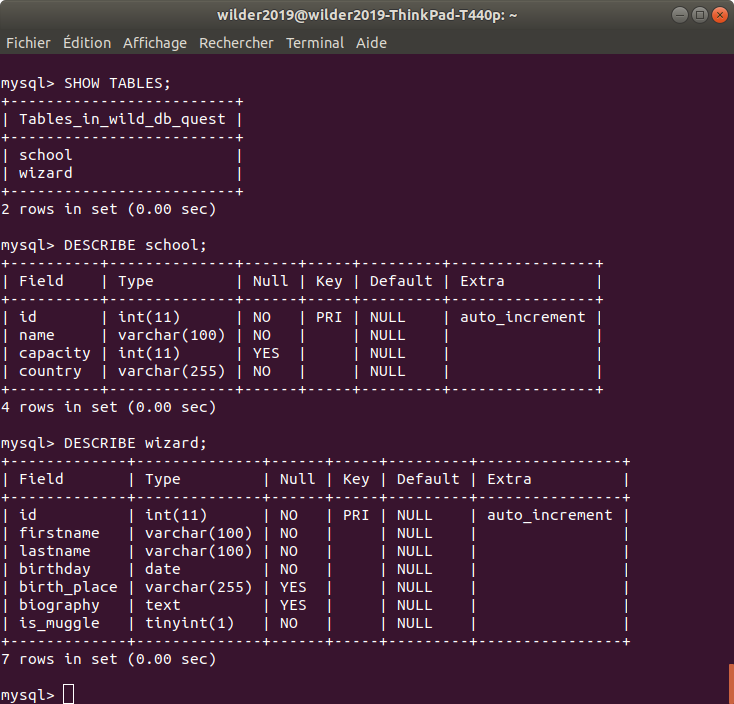 wilder2019@wilder2019-ThinkPad-T440p: ~
Fichier Édition Affichage Rechercher Terminal Aide
mysql> SHOW TABLES;
+-------------------------+
| Tables_in_wild_db_quest |
+-------------------------+
| school                  |
| wizard                  |
+-------------------------+
2 rows in set (0.00 sec)
mysql> DESCRIBE school;
+----------+--------------+------+-----+---------+----------------+
| Field    | Type         | Null | Key | Default | Extra          |
+----------+--------------+------+-----+---------+----------------+
| id       | int(11)      | NO   | PRI | NULL    | auto_increment |
| name     | varchar(100) | NO   |     | NULL    |                |
| capacity | int(11)      | YES  |     | NULL    |                |
| country  | varchar(255) | NO   |     | NULL    |                |
+----------+--------------+------+-----+---------+----------------+
4 rows in set (0.00 sec)
mysql> DESCRIBE wizard;
+-------------+--------------+------+-----+---------+----------------+
| Field       | Type         | Null | Key | Default | Extra          |
+-------------+--------------+------+-----+---------+----------------+
| id          | int(11)      | NO   | PRI | NULL    | auto_increment |
| firstname   | varchar(100) | NO   |     | NULL    |                |
| lastname    | varchar(100) | NO   |     | NULL    |                |
| birthday    | date         | NO   |     | NULL    |                |
| birth_place | varchar(255) | YES  |     | NULL    |                |
| biography   | text         | YES  |     | NULL    |                |
| is_muggle   | tinyint(1)   | NO   |     | NULL    |                |
+-------------+--------------+------+-----+---------+----------------+
7 rows in set (0.00 sec)
mysql>